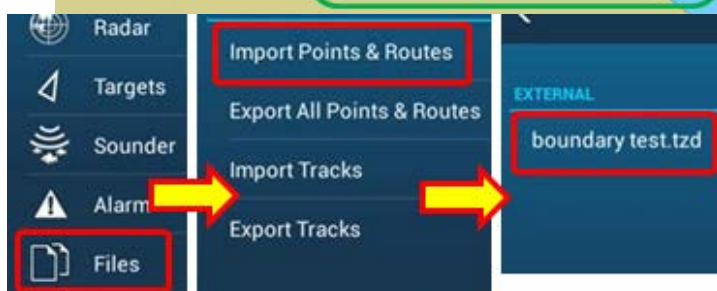 Radar
Targets
Sounder
Alarm
Files
Import Points & Routes
Export All Points & Routes
Import Tracks
Export Tracks
EXTERNAL
boundary test.tzd